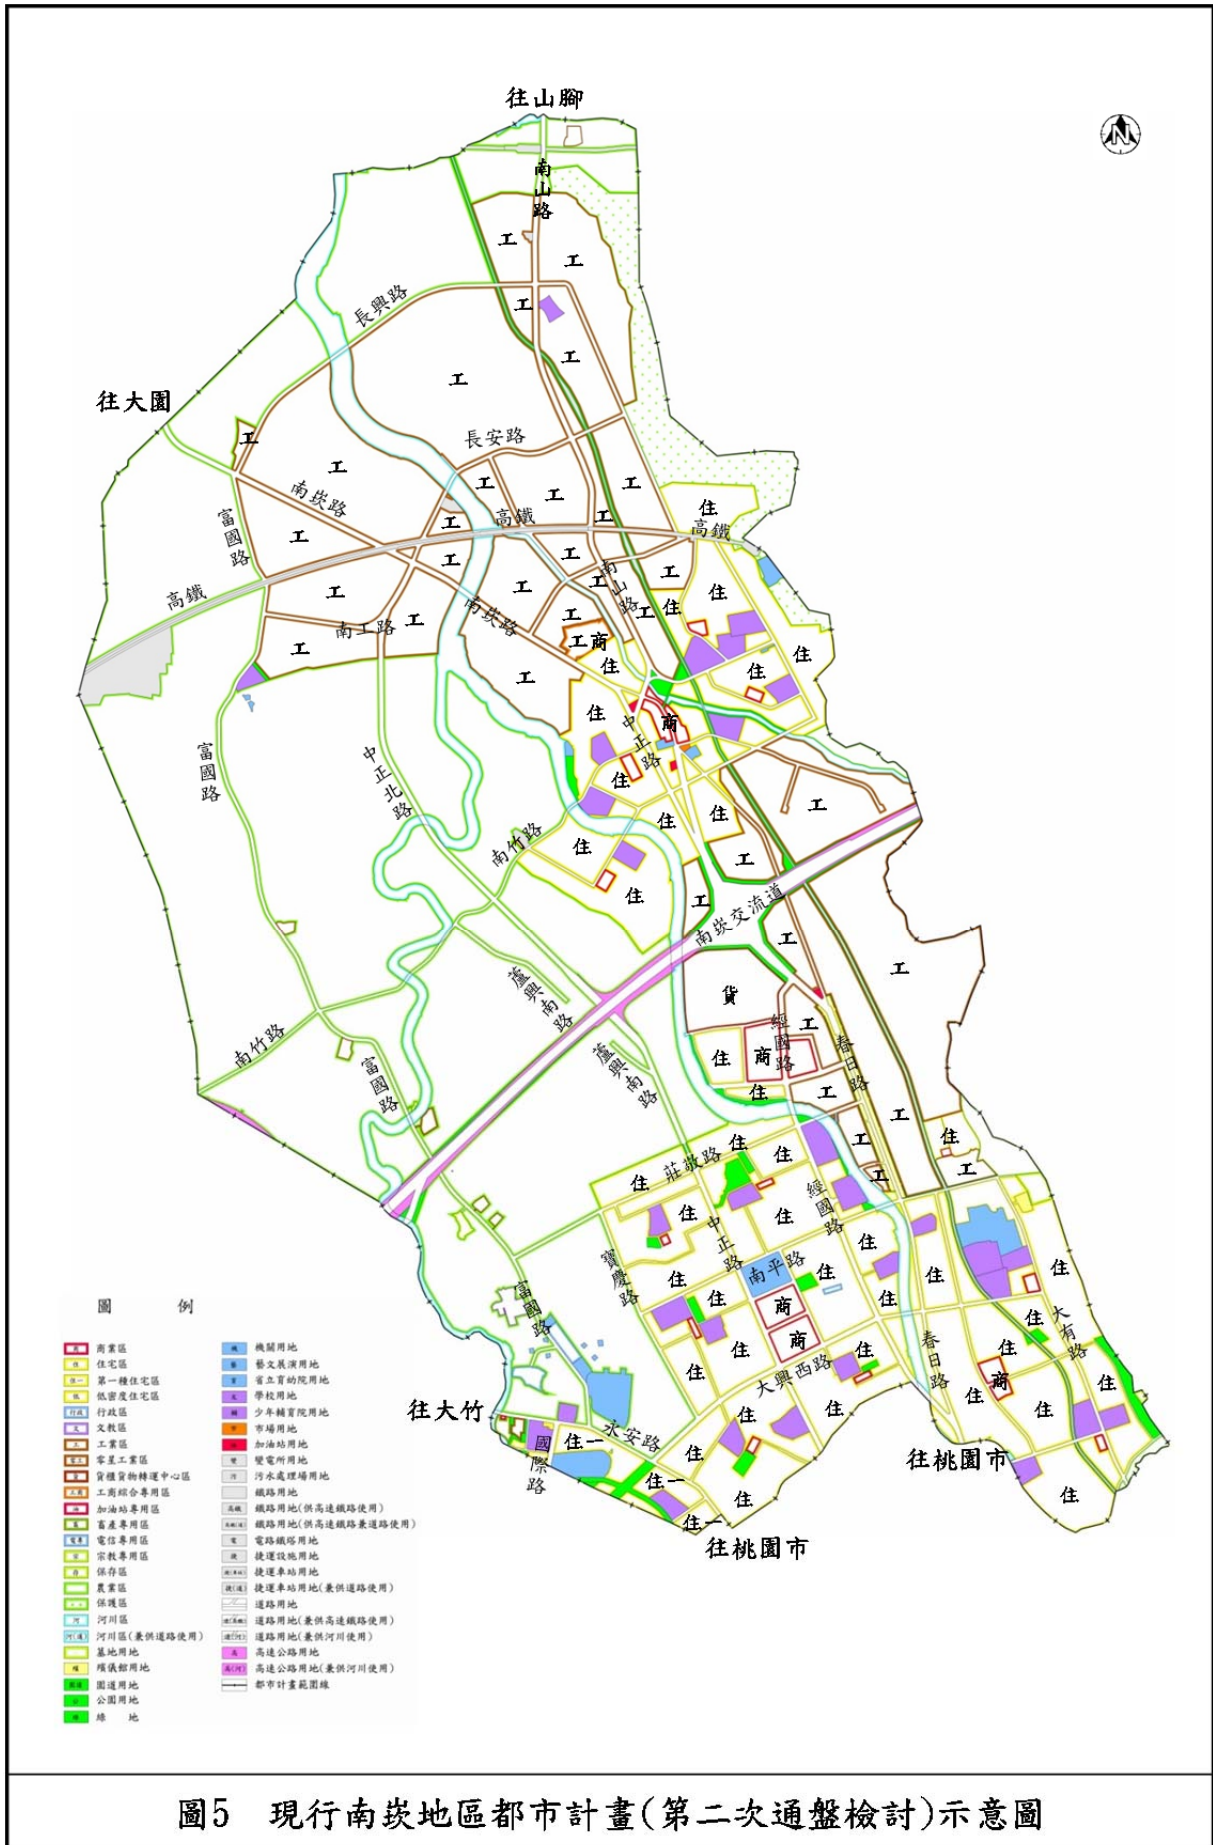 往山腳
N
南山路
工
工
長興路
工
工
工
往大園
長安路
工
工
工
工
工
住
南崁路
富國路
工
工
高鐵
工
高鐵
工
工
工
高鐵
工
工
工
南山路
工
住
住
南崁路
南工路
工
工
工
工
工商
住
住
工
住
住
商
中正路
富國路
中正北路
住
工
住
住
南竹路
住
工
住
工
南崁交流道
工
工
蘆興南路
貨
經國路
工
春日路
南竹路
住
商
蘆興南路
富國路
住
工
工
工
住
住
住
莊敬路
工
工
住
住
經國路
住
中正路
住
住
寶慶路
南平路
住
住
住
住
富國路
住
住
商
住
住
大有路
商
住
春日路
住
大興西路
住
住
商
住
往大竹
住
住
住
住
國際路
住一
永安路
住
往桃園市
住一
住
住
住一
往桃園市
圖 例
商業區
住宅區
第一種住宅區
低密度住宅區
行政區
文教區
工業區
零星工業區
貨櫃貨物轉運中心區
工商綜合專用區
加油站專用區
畜產專用區
電信專用區
宗教專用區
保存區
農業區
保護區
河川區
河川區(兼供道路使用)
墓地用地
殯儀館用地
園道用地
公園用地
綠 地
機關用地
藝文展演用地
省立育幼院用地
學校用地
少年輔育院用地
市場用地
加油站用地
變電所用地
污水處理場用地
鐵路用地
鐵路用地(供高速鐵路使用)
鐵路用地(供高速鐵路兼道路使用)
電路鐵塔用地
捷運設施用地
捷運車站用地
捷運車站用地(兼供道路使用)
道路用地
道路用地(兼供高速鐵路使用)
道路用地(兼供河川使用)
高速公路用地
高速公路用地(兼供河川使用)
都市計畫範圍線
圖5 現行南崁地區都市計畫(第二次通盤檢討)示意圖